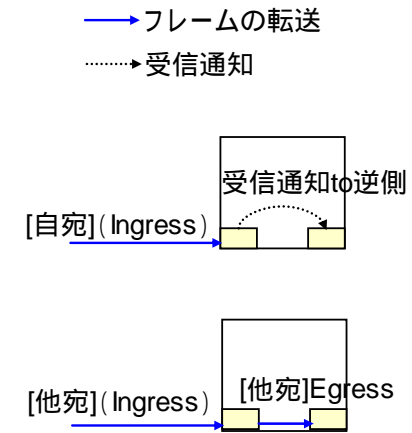 フレームの転送
受信通知
受信通知to逆側
[自宛](Ingress)
[他宛]Egress
[他宛](Ingress)